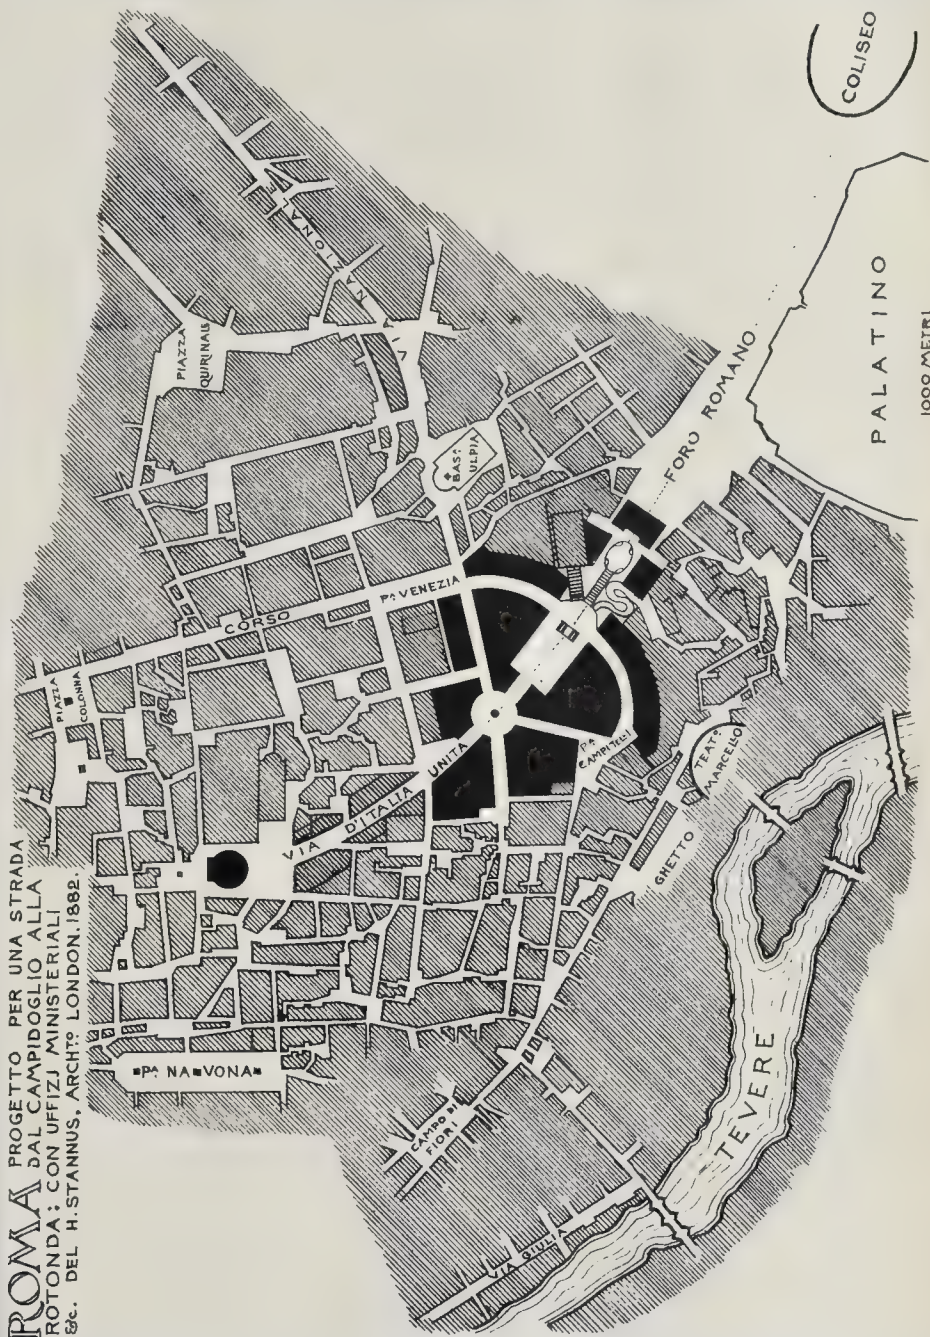 ROMA PROGETTO PER UNA STRADA
DAL CAMPIDOGLIO ALLA
ROTONDA; CON UFFIZJ MINISTERIALI
&c. DEL H. STANNUS, ARCHTO. LONDON. 1882.
COLISEO
VIA NAZIONALE
PIAZZA
QUIRINALE
BASA.
ULPIA
FORO ROMANO
PALATINO
1000 METRI
PIAZZA
COLONNA
CORSO
PA. VENEZIA
VIA D'ITALIA UNITA
PA. CAMPITELLI
TEATO.
MARCELLO
GHETTO
PA. NAVONA
CAMPO DI
FIORI
VIA GIULIA
TEVERE